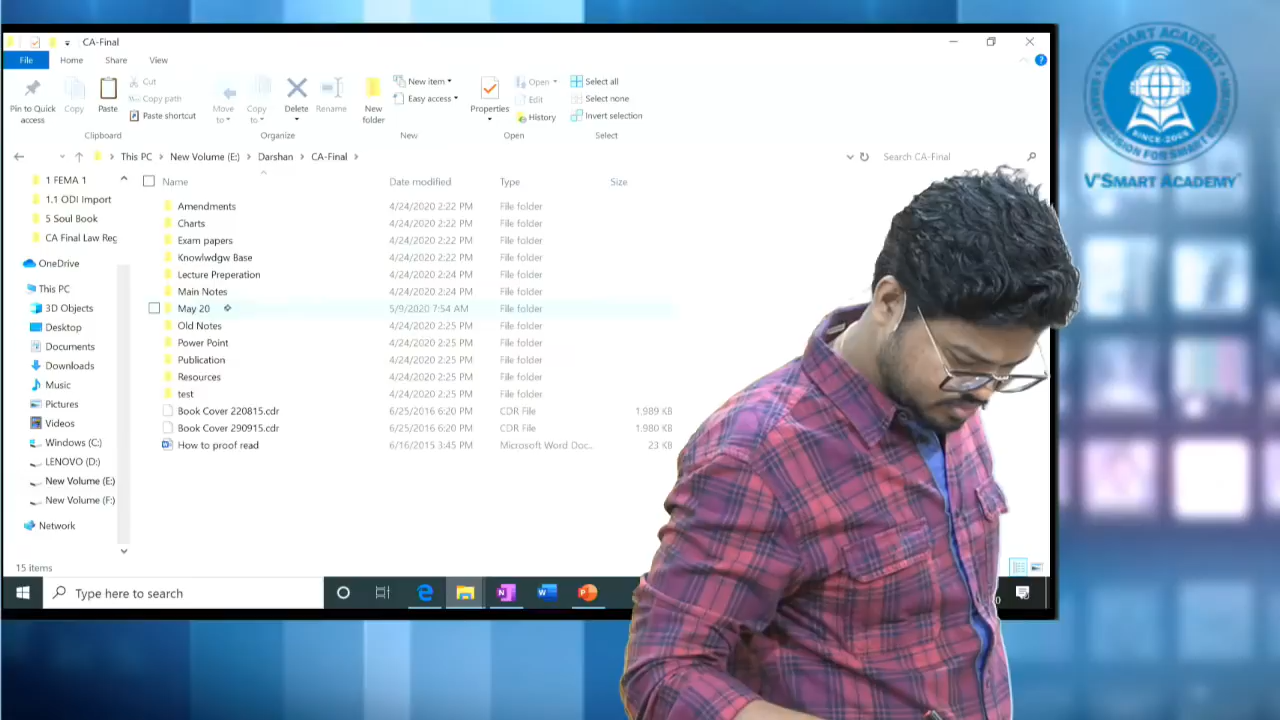 CA-Final
File Home Share View
Pin to Quick access
Copy
Paste
Cut
Copy path
Paste shortcut
Clipboard
Move to
Copy to
Delete
Rename
Organize
New folder
New item
Easy access
New
Properties
Open
Edit
History
Open
Select all
Select none
Invert selection
Select
This PC > New Volume (E:) > Darshan > CA-Final >
Search CA-Final
1 FEMA 1
1.1 ODI Import
5 Soul Book
CA Final Law Reg
OneDrive
This PC
3D Objects
Desktop
Documents
Downloads
Music
Pictures
Videos
Windows (C:)
LENOVO (D:)
New Volume (E:)
New Volume (F:)
Network
Name Date modified Type Size
Amendments 4/24/2020 2:22 PM File folder
Charts 4/24/2020 2:22 PM File folder
Exam papers 4/24/2020 2:22 PM File folder
Knowlwdgw Base 4/24/2020 2:22 PM File folder
Lecture Preperation 4/24/2020 2:24 PM File folder
Main Notes 4/24/2020 2:24 PM File folder
May 20 5/9/2020 7:54 AM File folder
Old Notes 4/24/2020 2:25 PM File folder
Power Point 4/24/2020 2:25 PM File folder
Publication 4/24/2020 2:25 PM File folder
Resources 4/24/2020 2:25 PM File folder
test 4/24/2020 2:25 PM File folder
Book Cover 220815.cdr 6/25/2016 6:20 PM CDR File 1,989 KB
Book Cover 290915.cdr 6/25/2016 6:20 PM CDR File 1,980 KB
How to proof read 6/16/2015 3:45 PM Microsoft Word Doc... 23 KB
15 items
Type here to search
V'SMART ACADEMY
SINCE 2009
V'SMART ACADEMY